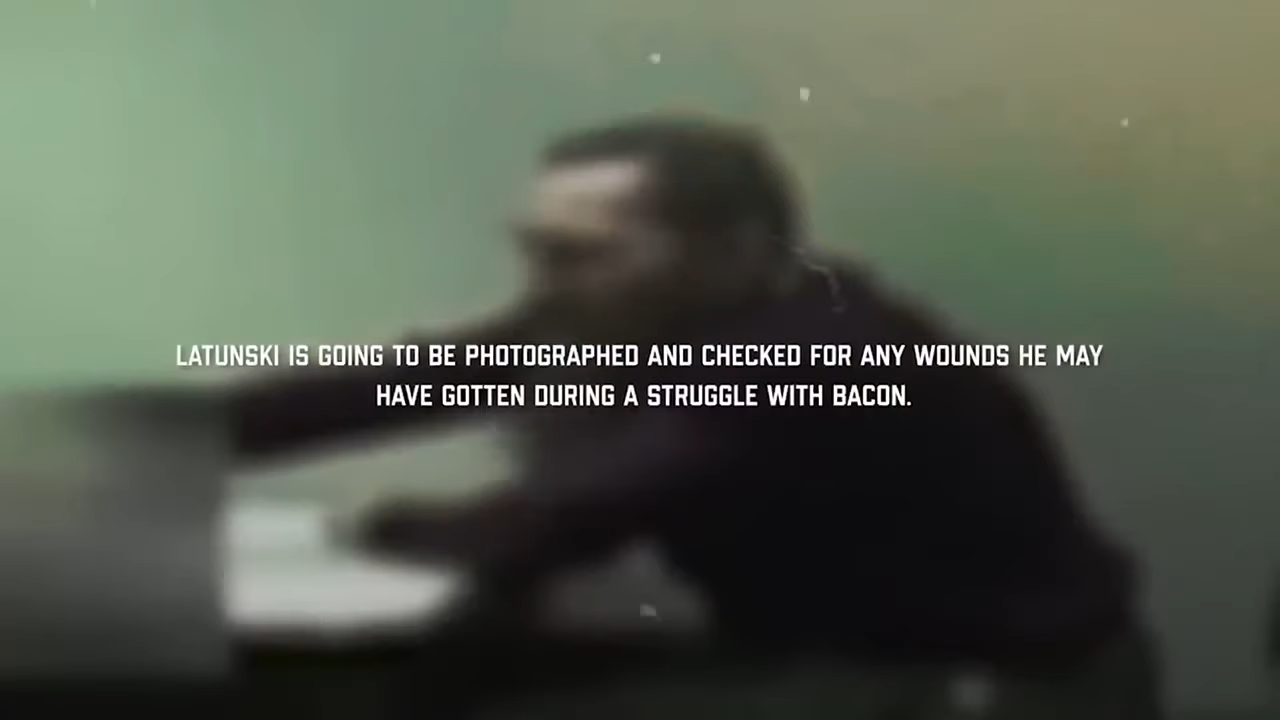 LATUNSKI IS GOING TO BE PHOTOGRAPHED AND CHECKED FOR ANY WOUNDS HE MAY
HAVE GOTTEN DURING A STRUGGLE WITH BACON.